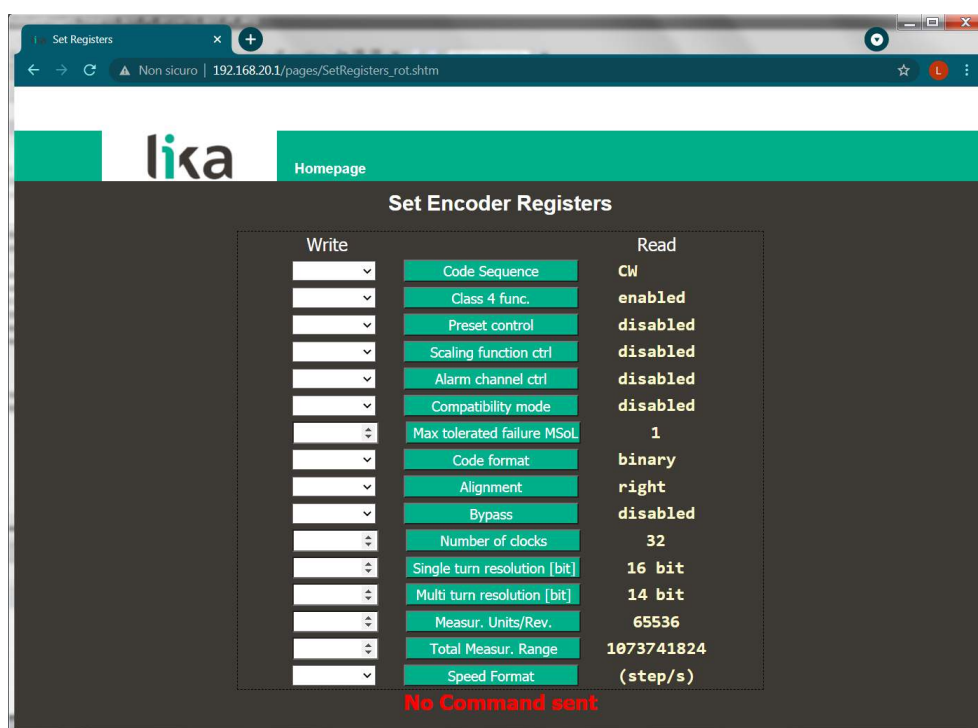 Set Registers
Non sicuro | 192.168.20.1/pages/SetRegisters_rot.shtm
L
lika
Homepage
Set Encoder Registers
Write Read
Code Sequence CW
Class 4 func. enabled
Preset control disabled
Scaling function ctrl disabled
Alarm channel ctrl disabled
Compatibility mode disabled
Max tolerated failure MSoL 1
Code format binary
Alignment right
Bypass disabled
Number of clocks 32
Single turn resolution [bit] 16 bit
Multi turn resolution [bit] 14 bit
Measur. Units/Rev. 65536
Total Measur. Range 1073741824
Speed Format (step/s)
No Command sent